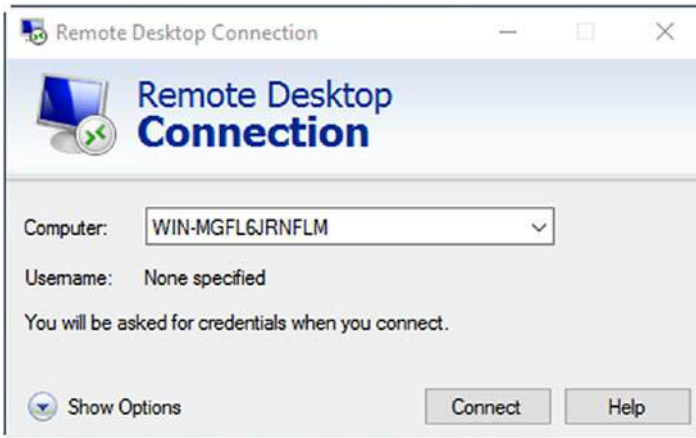 Remote Desktop Connection
Remote Desktop
Connection
Computer: WIN-MGFL6JRNFLM
Username: None specified
You will be asked for credentials when you connect.
Show Options Connect Help